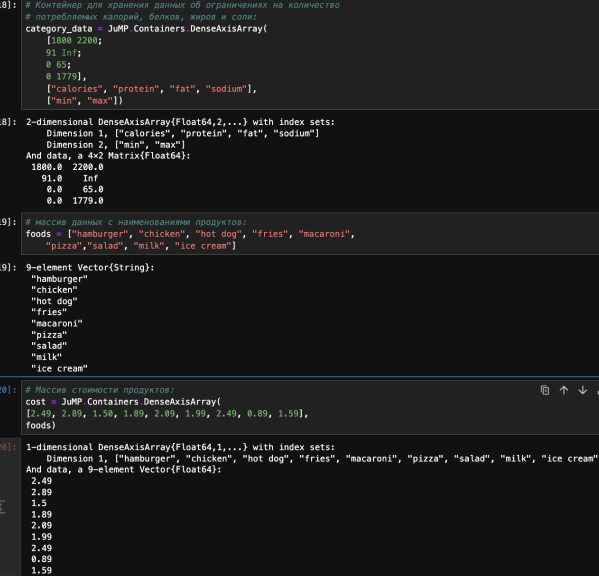 18]: # Контейнер для хранения данных об ограничениях на количество
# потребляемых калорий, белков, жиров и соли:
category_data = JuMP.Containers.DenseAxisArray(
[1800 2200;
91 Inf;
0 65;
0 1779],
["calories", "protein", "fat", "sodium"],
["min", "max"])
18]: 2-dimensional DenseAxisArray{Float64,2,...} with index sets:
Dimension 1, ["calories", "protein", "fat", "sodium"]
Dimension 2, ["min", "max"]
And data, a 4×2 Matrix{Float64}:
1800.0 2200.0
91.0 Inf
0.0 65.0
0.0 1779.0
19]: # массив данных с наименованиями продуктов:
foods = ["hamburger", "chicken", "hot dog", "fries", "macaroni",
"pizza","salad", "milk", "ice cream"]
19]: 9-element Vector{String}:
"hamburger"
"chicken"
"hot dog"
"fries"
"macaroni"
"pizza"
"salad"
"milk"
"ice cream"
20]: # Массив стоимости продуктов:
cost = JuMP.Containers.DenseAxisArray(
[2.49, 2.89, 1.50, 1.89, 2.09, 1.99, 2.49, 0.89, 1.59],
foods)
20]: 1-dimensional DenseAxisArray{Float64,1,...} with index sets:
Dimension 1, ["hamburger", "chicken", "hot dog", "fries", "macaroni", "pizza", "salad", "milk", "ice cream"
And data, a 9-element Vector{Float64}:
2.49
2.89
1.5
1.89
2.09
1.99
2.49
0.89
1.59